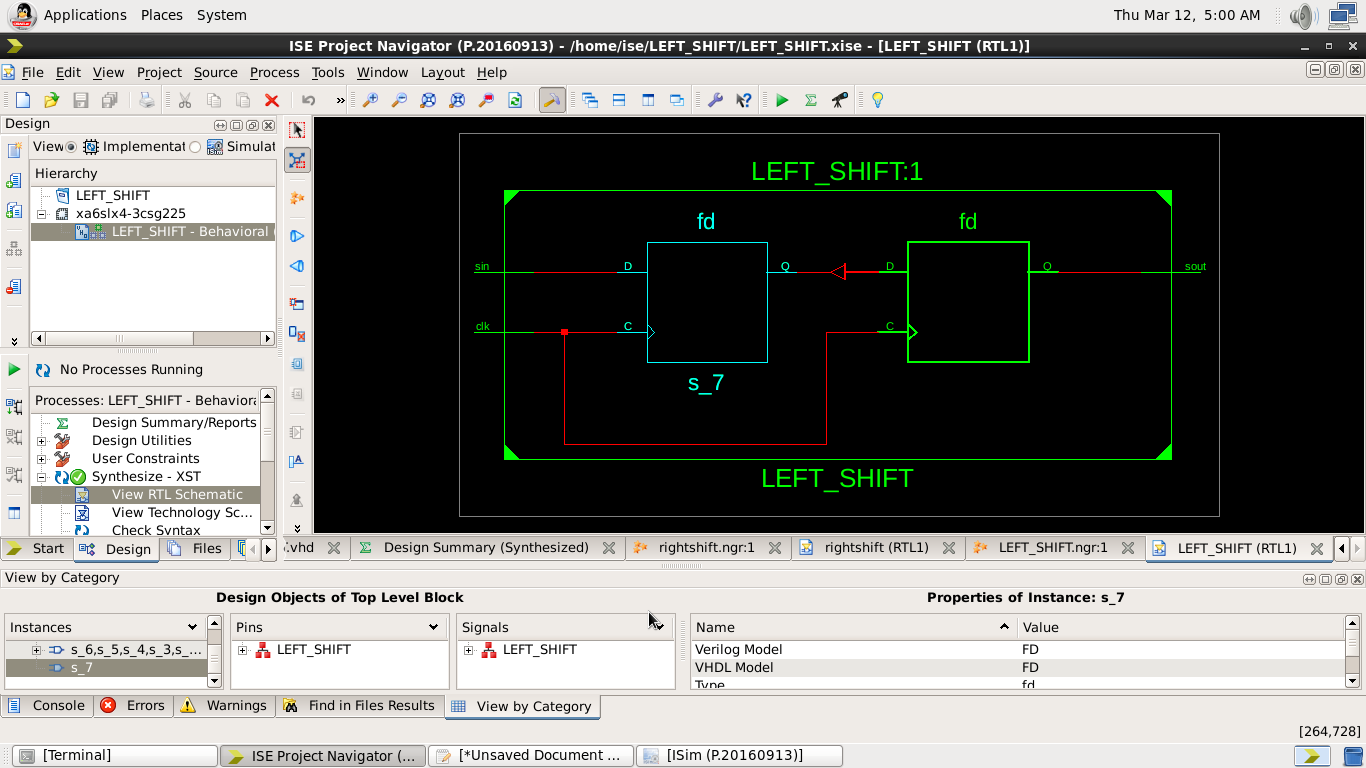 Applications Places System Thu Mar 12, 5:00 AM
ISE Project Navigator (P.20160913) - /home/ise/LEFT_SHIFT/LEFT_SHIFT.xise - [LEFT_SHIFT (RTL1)]
File Edit View Project Source Process Tools Window Layout Help
»
Design
View: Implementat Simulat
Hierarchy
LEFT_SHIFT
xa6slx4-3csg225
LEFT_SHIFT - Behavioral (
No Processes Running
Processes: LEFT_SHIFT - Behaviora
Design Summary/Reports
Design Utilities
User Constraints
Synthesize - XST
View RTL Schematic
View Technology Sc...
Check Syntax
Start Design Files
LEFT_SHIFT:1
fd fd
sin D Q D Q sout
clk C C
s_7
LEFT_SHIFT
.vhd Design Summary (Synthesized) rightshift.ngr:1 rightshift (RTL1) LEFT_SHIFT.ngr:1 LEFT_SHIFT (RTL1)
View by Category
Design Objects of Top Level Block Properties of Instance: s_7
Instances Pins Signals Name Value
s_6,s_5,s_4,s_3,s_... LEFT_SHIFT LEFT_SHIFT Verilog Model FD
s_7 VHDL Model FD
Type fd
Console Errors Warnings Find in Files Results View by Category
[264,728]
[Terminal] ISE Project Navigator (... [*Unsaved Document ... [ISim (P.20160913)]